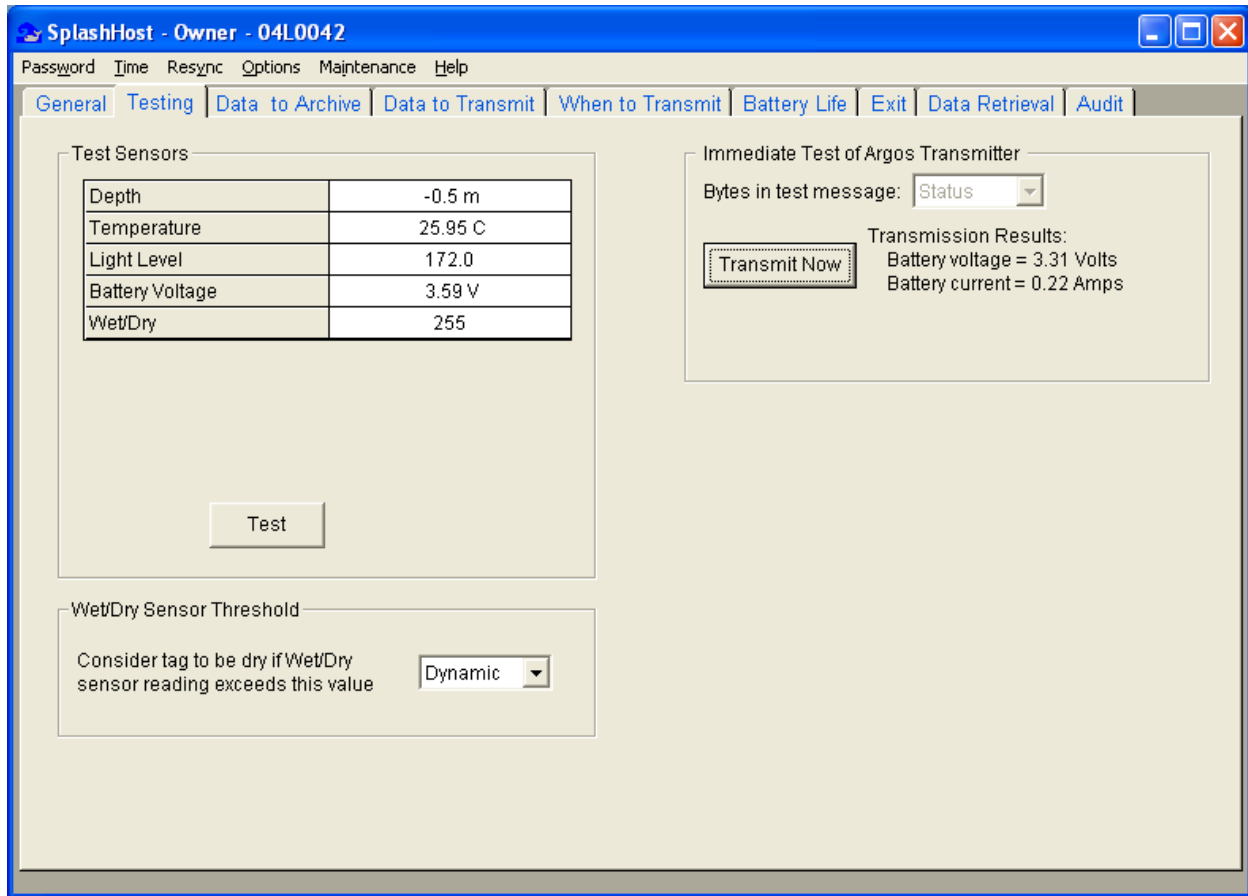 SplashHost - Owner - 04L0042
Password Time Resync Options Maintenance Help
General Testing Data to Archive Data to Transmit When to Transmit Battery Life Exit Data Retrieval Audit
Test Sensors
Depth -0.5 m
Temperature 25.95 C
Light Level 172.0
Battery Voltage 3.59 V
Wet/Dry 255
Test
Wet/Dry Sensor Threshold
Consider tag to be dry if Wet/Dry
sensor reading exceeds this value
Dynamic
Immediate Test of Argos Transmitter
Bytes in test message: Status
Transmit Now
Transmission Results:
Battery voltage = 3.31 Volts
Battery current = 0.22 Amps